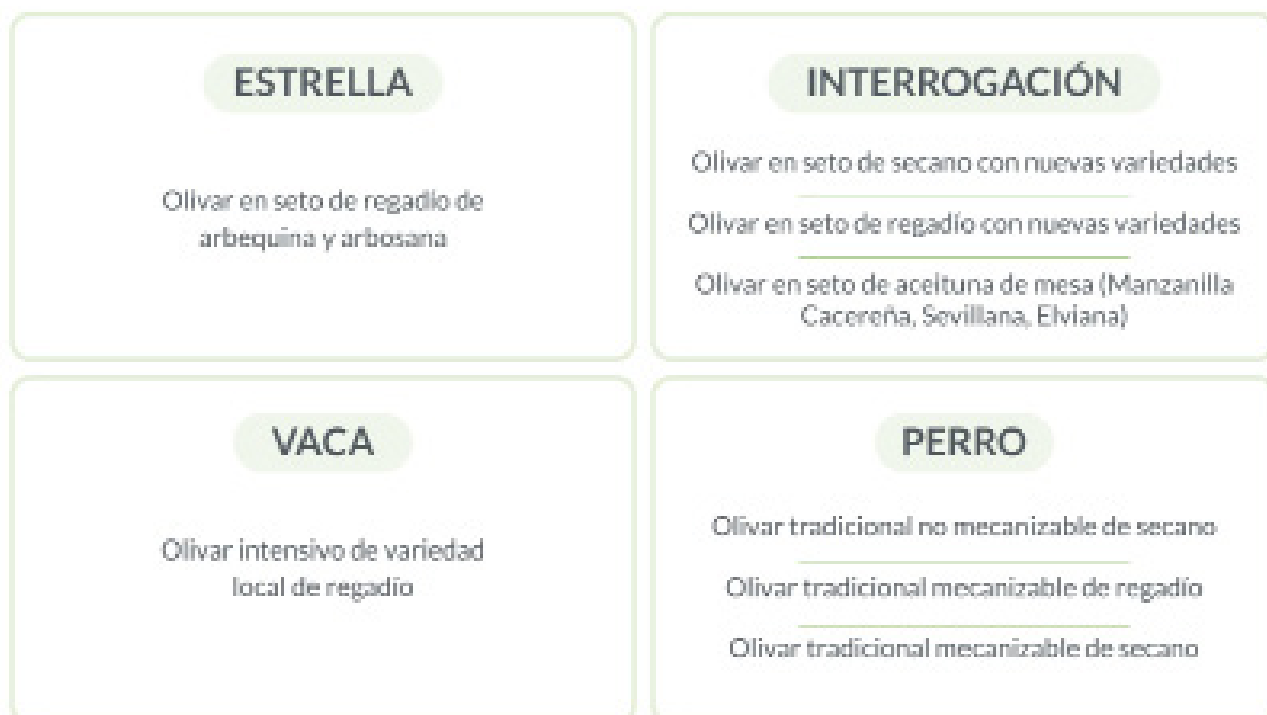 ESTRELLA
Olivar en seto de regadío de
arbequina y arbosana
INTERROGACIÓN
Olivar en seto de secano con nuevas variedades
Olivar en seto de regadío con nuevas variedades
Olivar en seto de aceituna de mesa (Manzanilla
Cacereña, Sevillana, Elviana)
VACA
Olivar intensivo de variedad
local de regadío
PERRO
Olivar tradicional no mecanizable de secano
Olivar tradicional mecanizable de regadío
Olivar tradicional mecanizable de secano